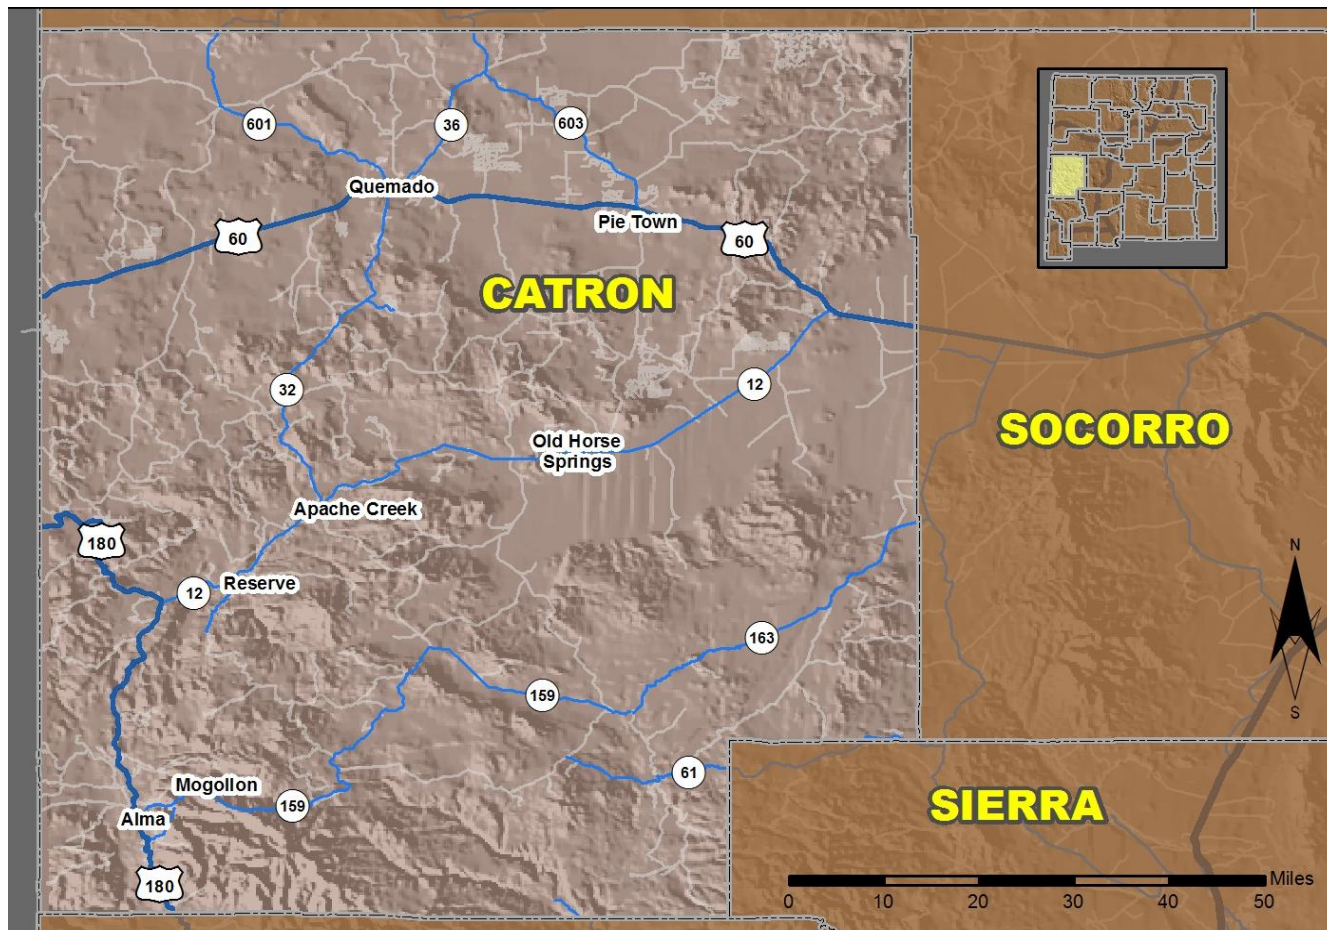 601
36
603
Quemado
60
Pie Town
60
CATRON
32
12
Old Horse
Springs
SOCORRO
Apache Creek
180
N
12
Reserve
163
159
S
61
Mogollon
159
SIERRA
Alma
180
Miles
0 10 20 30 40 50